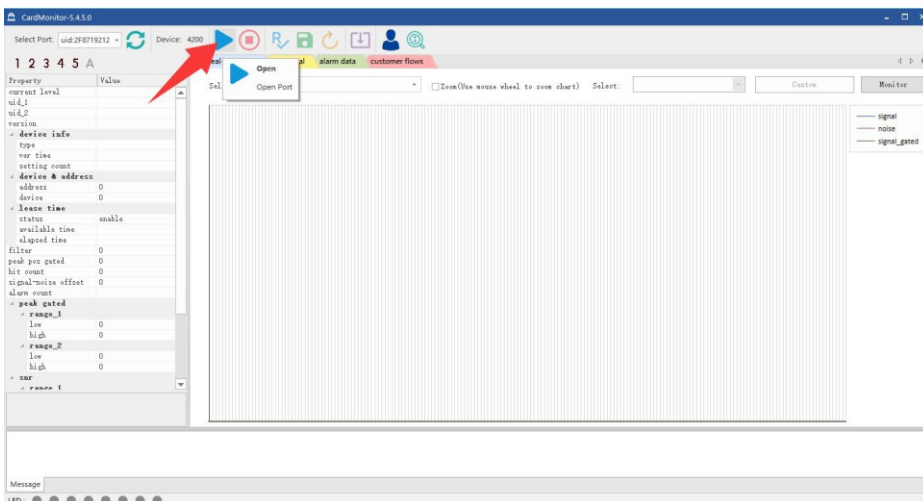 CardMonitor-5.4.5.0
Select Port: uid:2F8719212 Device: 4200
1 2 3 4 5 A
alarm data customer flows
Open
Open Port
Zoom(Use mouse wheel to zoom chart) Select: Custom Monitor
Property Value
current level
uid_1
uid_2
version
device info
type
ver time
setting count
device & address
address 0
device 0
lease time
status enable
available time
elapsed time
filter 0
peak pos gated 0
hit count 0
signal-noise offset 0
alarm count
peak gated
range_1
low 0
high 0
range_2
low 0
high 0
snr
range_1
signal
noise
signal_gated
Message
LED: